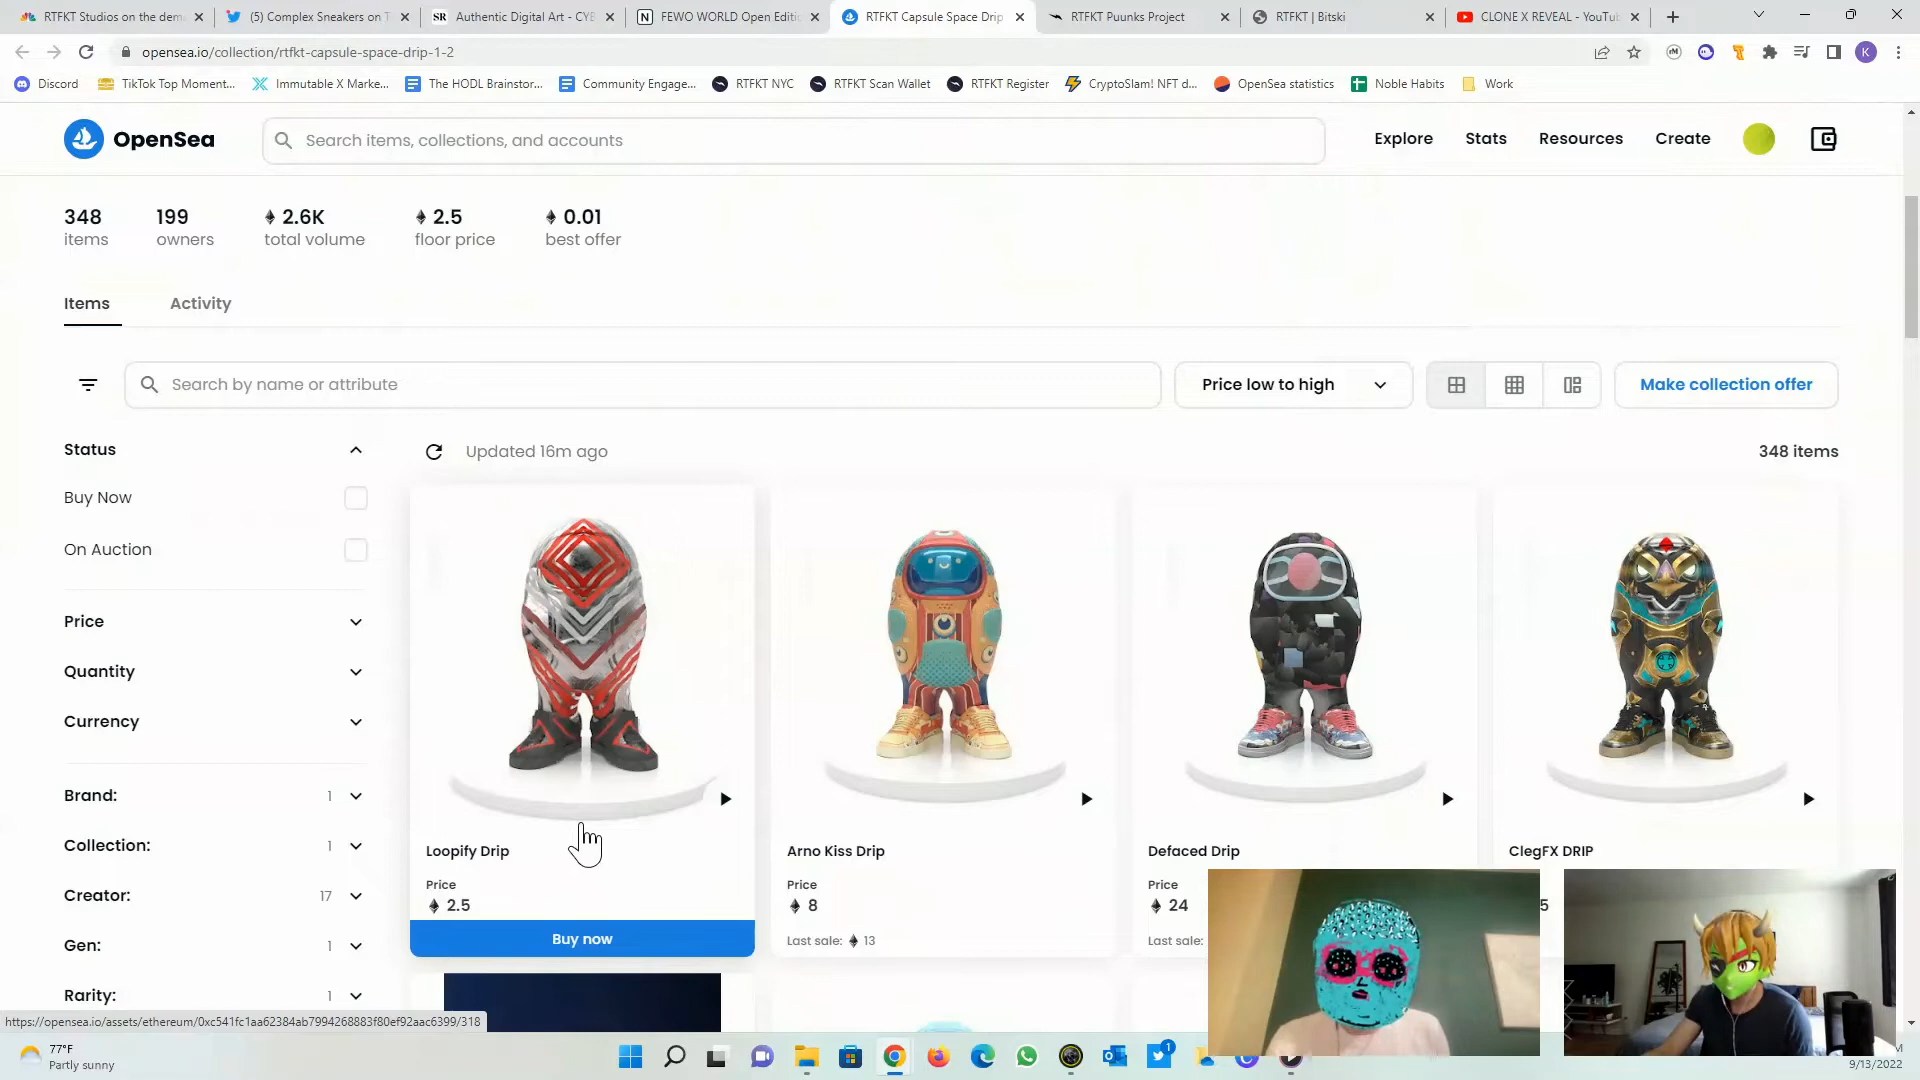 RTFKT Studios on the dem
(5) Complex Sneakers on T
SR Authentic Digital Art - CYB
N FEWO WORLD Open Editi
RTFKT Capsule Space Drip
RTFKT Puunks Project
RTFKT | Bitski
CLONE X REVEAL - YouTu
opensea.io/collection/rtfkt-capsule-space-drip-1-2
K
Discord
TikTok Top Moment...
Immutable X Marke...
The HODL Brainstor...
Community Engage...
RTFKT NYC
RTFKT Scan Wallet
RTFKT Register
CryptoSlam! NFT d...
OpenSea statistics
Noble Habits
Work
OpenSea
Search items, collections, and accounts
Explore Stats Resources Create
348 199 2.6K 2.5 0.01
items owners total volume floor price best offer
Items Activity
Search by name or attribute
Price low to high
Make collection offer
Status
Updated 16m ago
348 items
Buy Now
On Auction
Price
Quantity
Currency
Brand: 1
Collection: 1
Creator: 17
Gen: 1
Rarity: 1
Loopify Drip
Price
2.5
Buy now
Arno Kiss Drip
Price
8
Last sale: 13
Defaced Drip
Price
24
Last sale:
ClegFX DRIP
5
https://opensea.io/assets/ethereum/0xc541fc1aa62384ab7994268883f80ef92aac6399/318
77°F
Partly sunny
1
M
9/13/2022